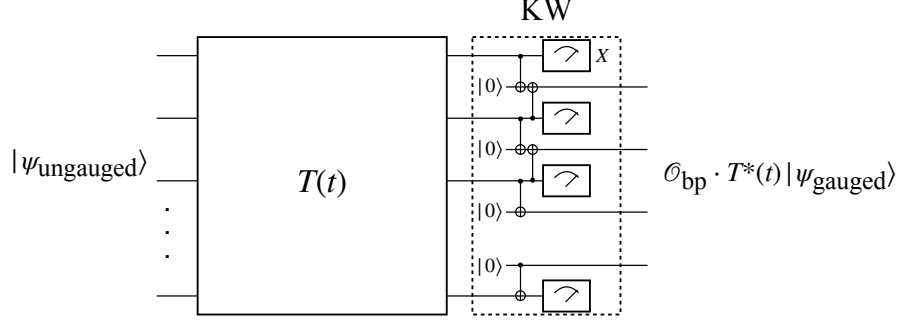 KW
X
|0⟩
|0⟩
|ψungauged⟩
T(t)
𝒪bp · T*(t)|ψgauged⟩
|0⟩
|0⟩